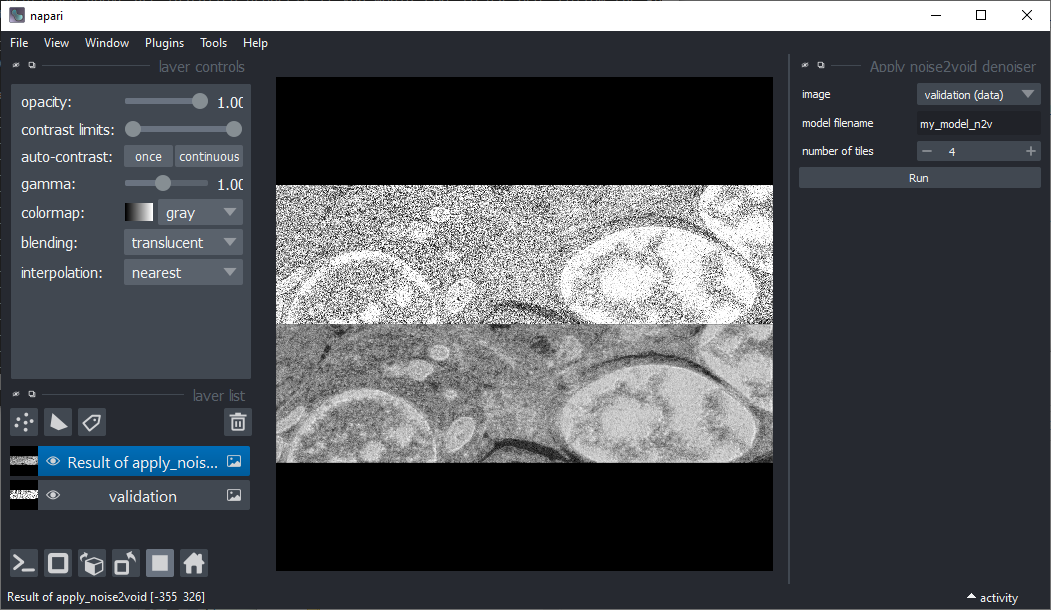 napari
File View Window Plugins Tools Help
layer controls
opacity: 1.00
contrast limits:
auto-contrast: once continuous
gamma: 1.00
colormap: gray
blending: translucent
interpolation: nearest
layer list
Result of apply_nois...
validation
Result of apply_noise2void [-355 326]
Apply noise2void denoiser
image validation (data)
model filename my_model_n2v
number of tiles 4
Run
activity